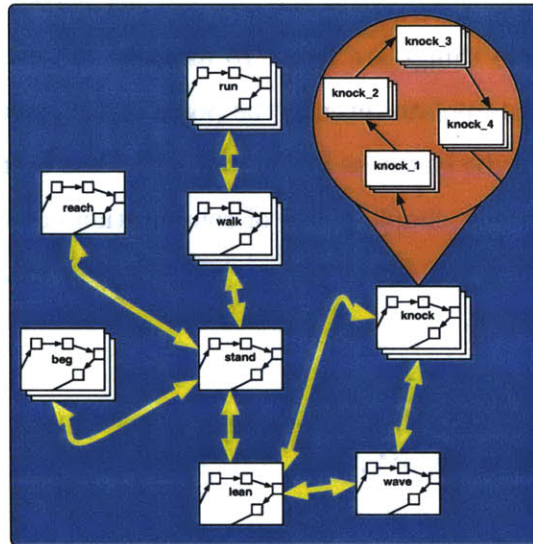 knock_3
run
knock_2
knock_4
knock_1
reach
walk
knock
beg
stand
lean
wave